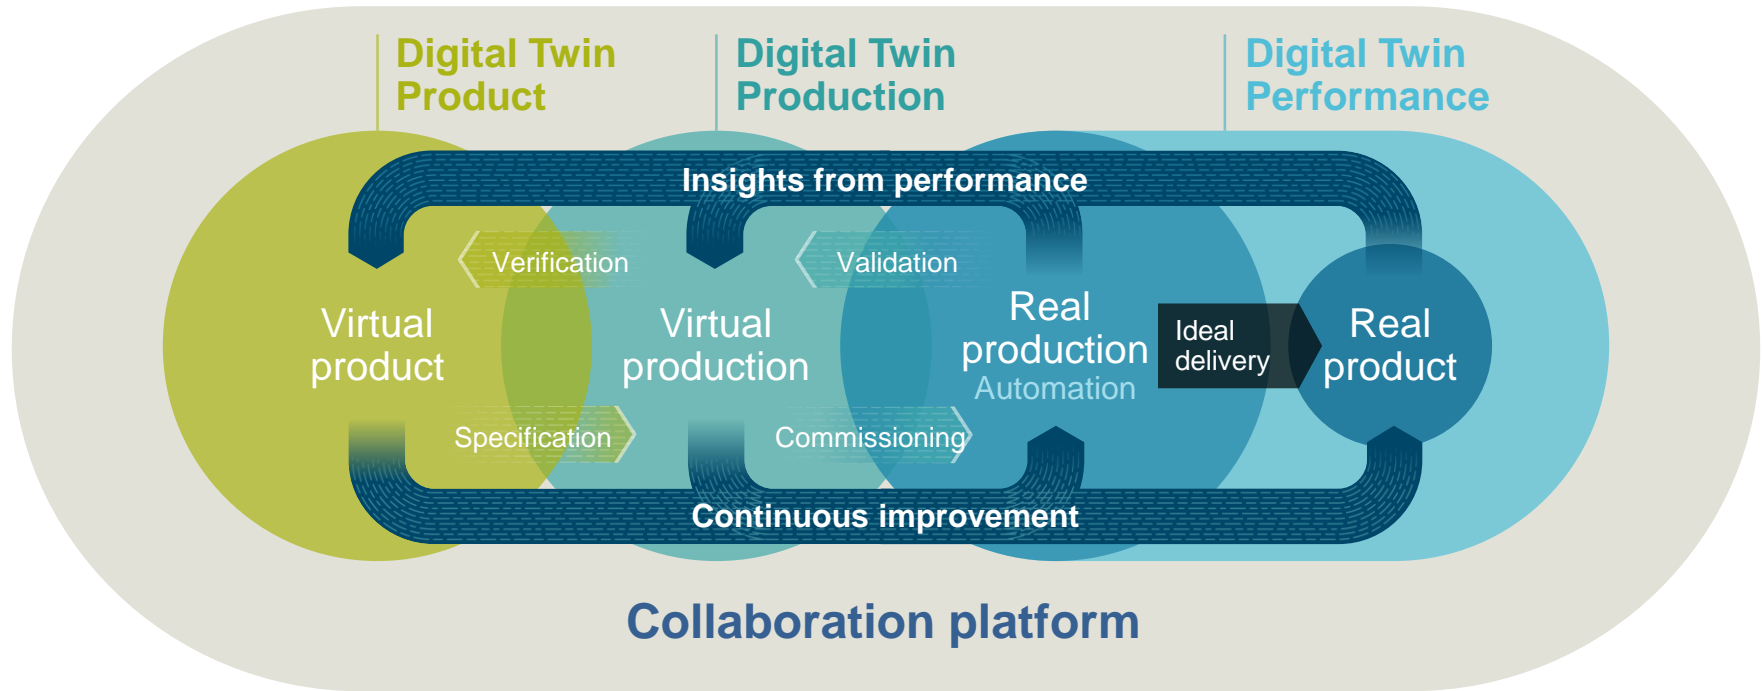 Digital Twin
Product
Digital Twin
Production
Digital Twin
Performance
Insights from performance
Verification
Validation
Virtual
product
Virtual
production
Real
production
Automation
Ideal
delivery
Real
product
Specification
Commissioning
Continuous improvement
Collaboration platform